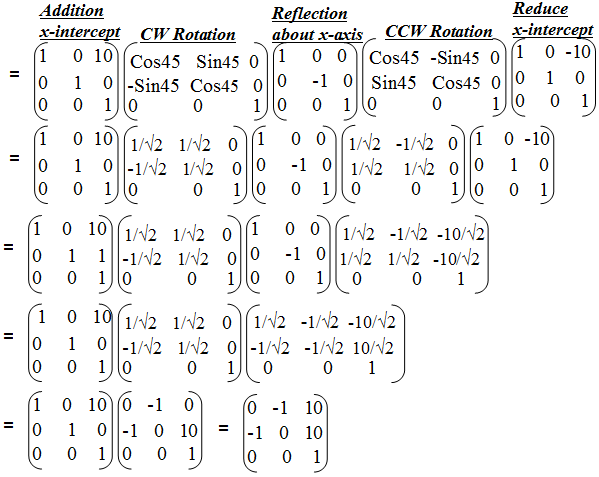 Addition x-intercept CW Rotation Reflection about x-axis CCW Rotation Reduce x-intercept
= 1 0 10 Cos45 Sin45 0 1 0 0 Cos45 -Sin45 0 1 0 -10
0 1 0 -Sin45 Cos45 0 0 -1 0 Sin45 Cos45 0 0 1 0
0 0 1 0 0 1 0 0 1 0 0 1 0 0 1
= 1 0 10 1/√2 1/√2 0 1 0 0 1/√2 -1/√2 0 1 0 -10
0 1 0 -1/√2 1/√2 0 0 -1 0 1/√2 1/√2 0 0 1 0
0 0 1 0 0 1 0 0 1 0 0 1 0 0 1
= 1 0 10 1/√2 1/√2 0 1 0 0 1/√2 -1/√2 -10/√2
0 1 1 -1/√2 1/√2 0 0 -1 0 1/√2 1/√2 -10/√2
0 0 1 0 0 1 0 0 1 0 0 1
= 1 0 10 1/√2 1/√2 0 1/√2 -1/√2 -10/√2
0 1 0 -1/√2 1/√2 0 -1/√2 -1/√2 10/√2
0 0 1 0 0 1 0 0 1
= 1 0 10 0 -1 0 = 0 -1 10
0 1 0 -1 0 10 -1 0 10
0 0 1 0 0 1 0 0 1